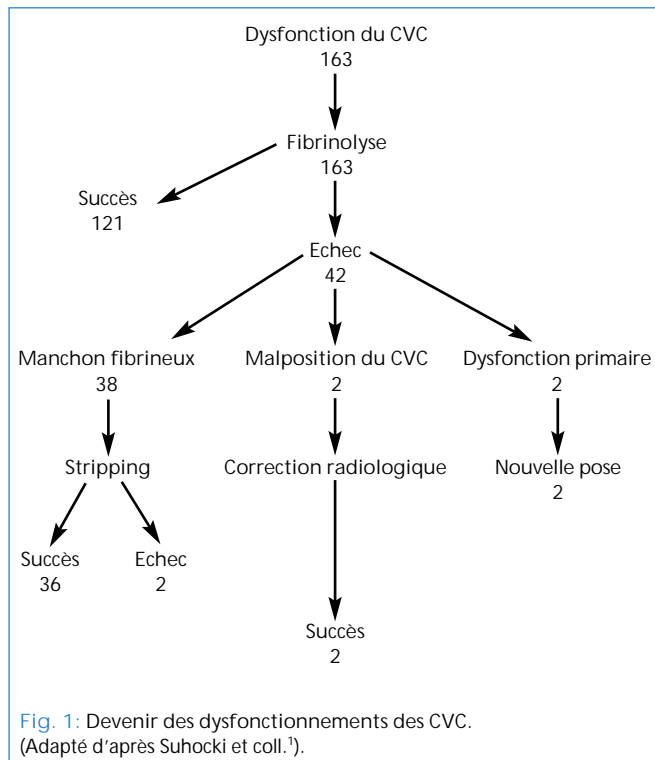 Dysfonction du CVC
163
Fibrinolyse
163
Succès
121
Echec
42
Manchon fibrineux
38
Malposition du CVC
2
Dysfonction primaire
2
Stripping
Correction radiologique
Nouvelle pose
2
Succès
36
Echec
2
Succès
2
Fig. 1: Devenir des dysfonctionnements des CVC.
(Adapté d'après Suhocki et coll.¹).